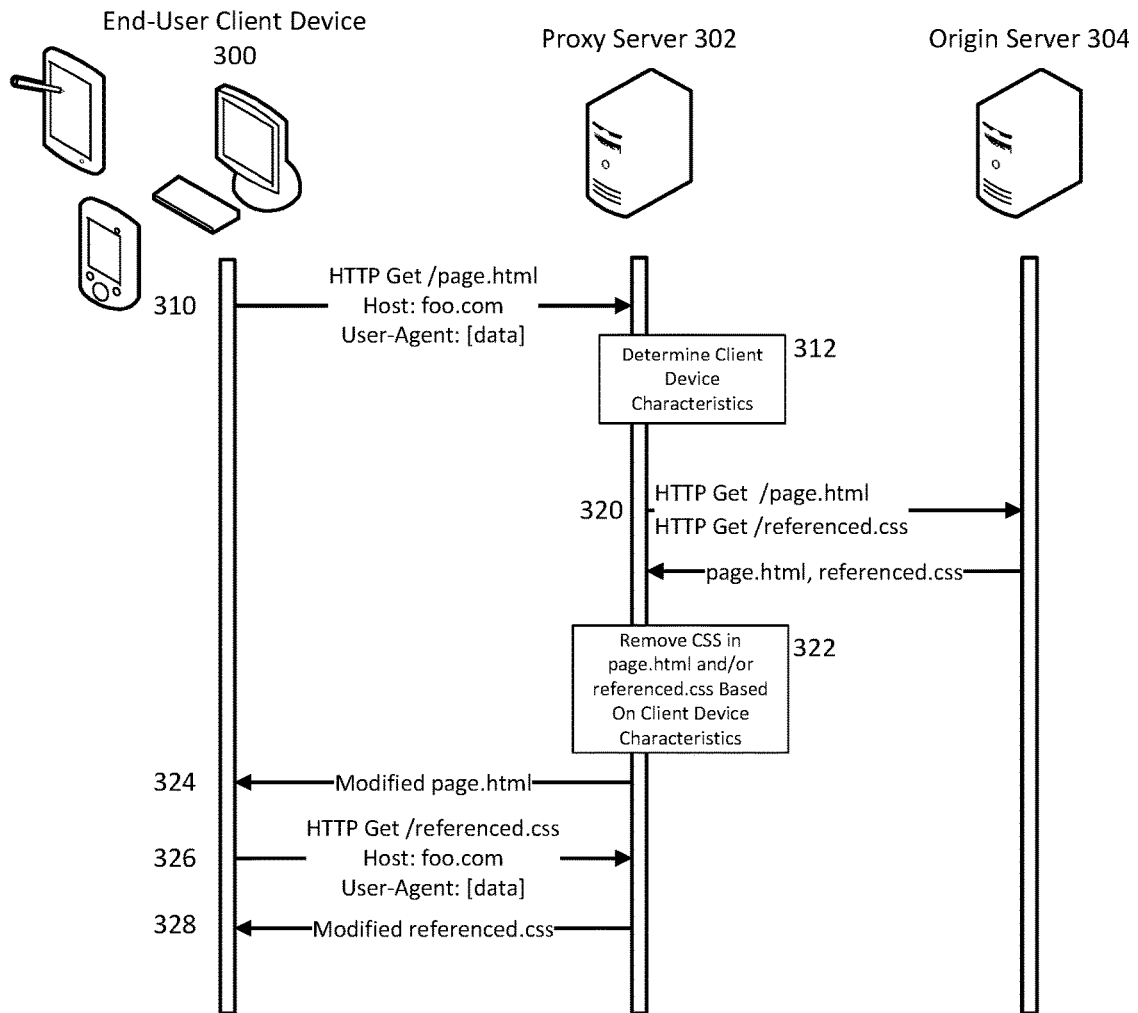 End-User Client Device
300
Proxy Server 302
Origin Server 304
310
HTTP Get /page.html
Host: foo.com
User-Agent: [data]
Determine Client
Device
Characteristics
312
320
HTTP Get /page.html
HTTP Get /referenced.css
page.html, referenced.css
Remove CSS in
page.html and/or
referenced.css Based
On Client Device
Characteristics
322
324
Modified page.html
326
HTTP Get /referenced.css
Host: foo.com
User-Agent: [data]
328
Modified referenced.css